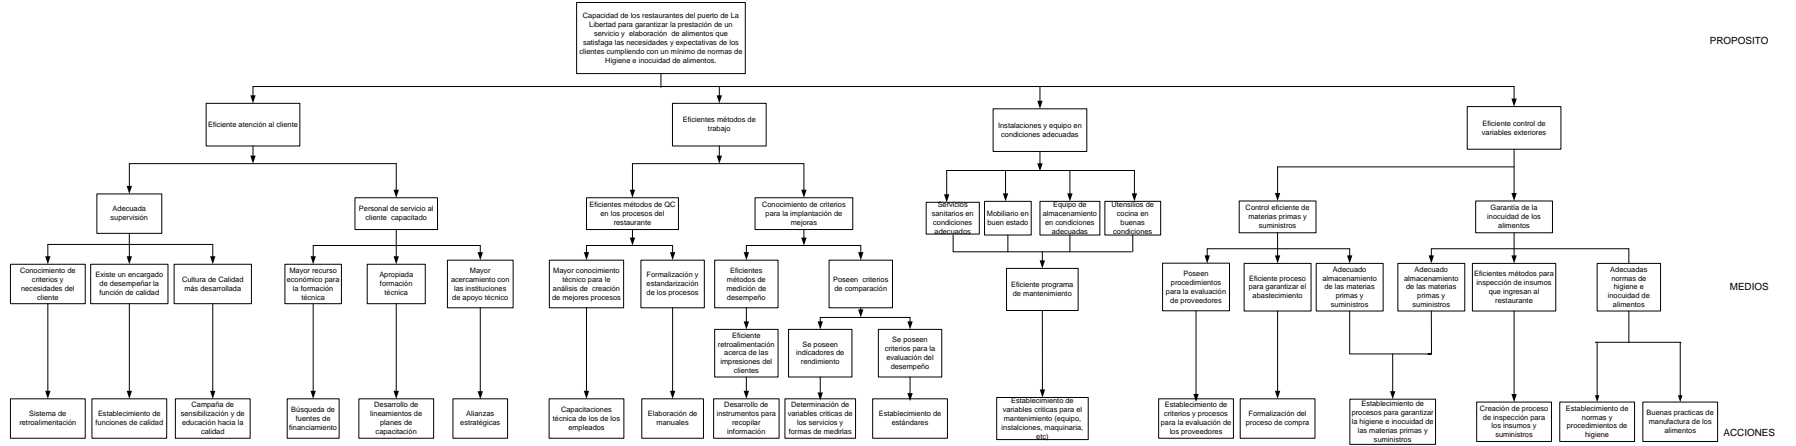 Capacidad de los restaurantes del puerto de La
Libertad para garantizar la prestación de un
servicio y elaboración de alimentos que
satisfaga las necesidades y expectativas de los
clientes cumpliendo con un mínimo de normas de
Higiene e inocuidad de alimentos.
PROPOSITO
Eficiente atención al cliente
Eficientes métodos de
trabajo
Instalaciones y equipo en
condiciones adecuadas
Eficiente control de
variables exteriores
Adecuada
supervisión
Personal de servicio al
cliente capacitado
Eficientes métodos de QC
en los procesos del
restaurante
Conocimiento de criterios
para la implantación de
mejoras
Servicios
sanitarios en
condiciones
adecuados
Mobiliario en
buen estado
Equipo de
almacenamiento
en condiciones
adecuadas
Utensilios de
cocina en
buenas
condiciones
Control eficiente de
materias primas y
suministros
Garantía de la
inocuidad de los
alimentos
Conocimiento de
criterios y
necesidades del
cliente
Existe un encargado
de desempeñar la
función de calidad
Cultura de Calidad
más desarrollada
Mayor recurso
económico para
la formación
técnica
Apropiada
formación
técnica
Mayor
acercamiento con
las instituciones
de apoyo técnico
Mayor conocimiento
técnico para le
análisis de creación
de mejores procesos
Formalización y
estandarización
de los procesos
Eficientes
métodos de
medición de
desempeño
Poseen criterios
de comparación
Eficiente programa
de mantenimiento
Poseen
procedimientos
para la evaluación
de proveedores
Eficiente proceso
para garantizar el
abastecimiento
Adecuado
almacenamiento
de las materias
primas y
suministros
Adecuado
almacenamiento
de las materias
primas y
suministros
Eficientes métodos para
inspección de insumos
que ingresan al
restaurante
Adecuadas
normas de
higiene e
inocuidad de
alimentos
MEDIOS
Eficiente
retroalimentación
acerca de las
impresiones del
clientes
Se poseen
indicadores de
rendimiento
Se poseen
criterios para la
evaluación del
desempeño
Sistema de
retroalimentación
Establecimiento de
funciones de calidad
Campaña de
sensibilización y de
educación hacia la
calidad
Búsqueda de
fuentes de
financiamiento
Desarrollo de
lineamientos de
planes de
capacitación
Alianzas
estratégicas
Capacitaciones
técnica de los de los
empleados
Elaboración de
manuales
Desarrollo de
instrumentos para
recopilar
información
Determinación de
variables criticas de
los servicios y
formas de medirlas
Establecimiento de
estándares
Establecimiento de
variables criticas para el
mantenimiento (equipo,
instalciones, maquinaria,
etc)
Establecimiento de
criterios y procesos
para la evaluación de
los proveedores
Formalización del
proceso de compra
Establecimiento de
procesos para garantizar
la higiene e inocuidad de
las materias primas y
suministros
Creación de proceso
de inspección para
los insumos y
suministros
Establecimiento de
normas y
procedimientos de
higiene
Buenas practicas de
manufactura de los
alimentos
ACCIONES